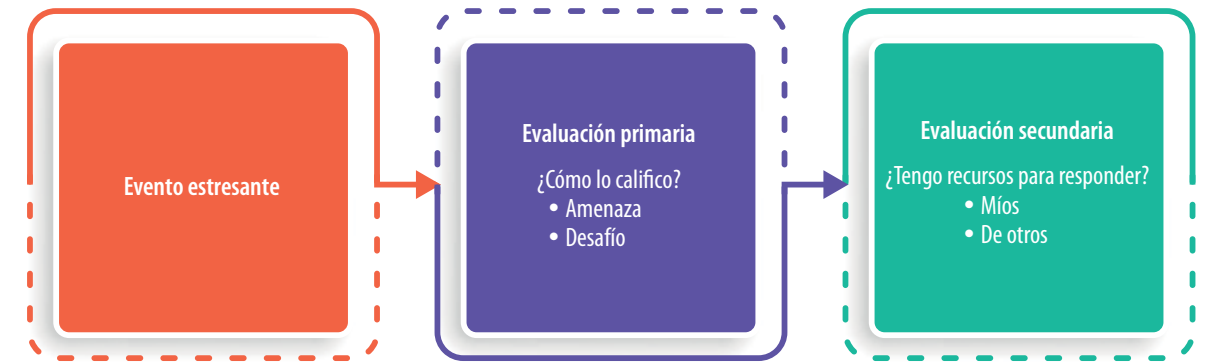 Evento estresante
Evaluación primaria
¿Cómo lo califico?
• Amenaza
• Desafío
Evaluación secundaria
¿Tengo recursos para responder?
• Míos
• De otros